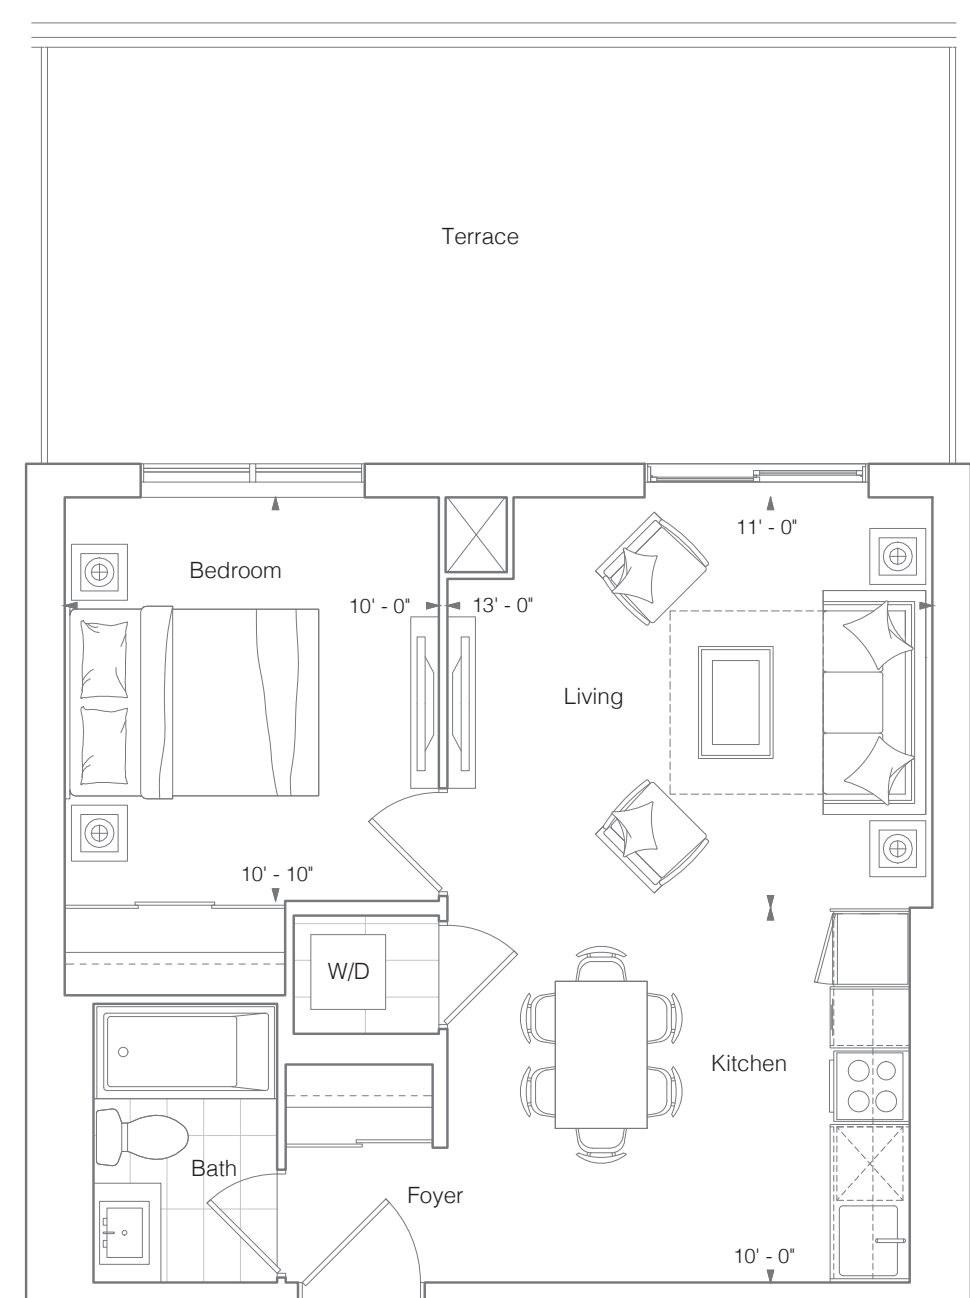 Terrace
11' - 0"
Bedroom
10' - 0" 13' - 0"
Living
10' - 10"
W/D
Kitchen
Bath
Foyer
10' - 0"